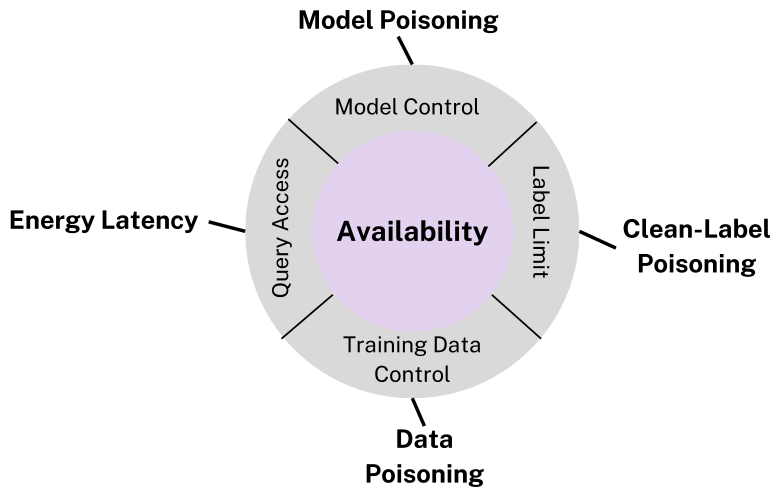 Model Poisoning
Model Control
Query Access
Label Limit
Energy Latency
Availability
Clean-Label
Poisoning
Training Data
Control
Data
Poisoning